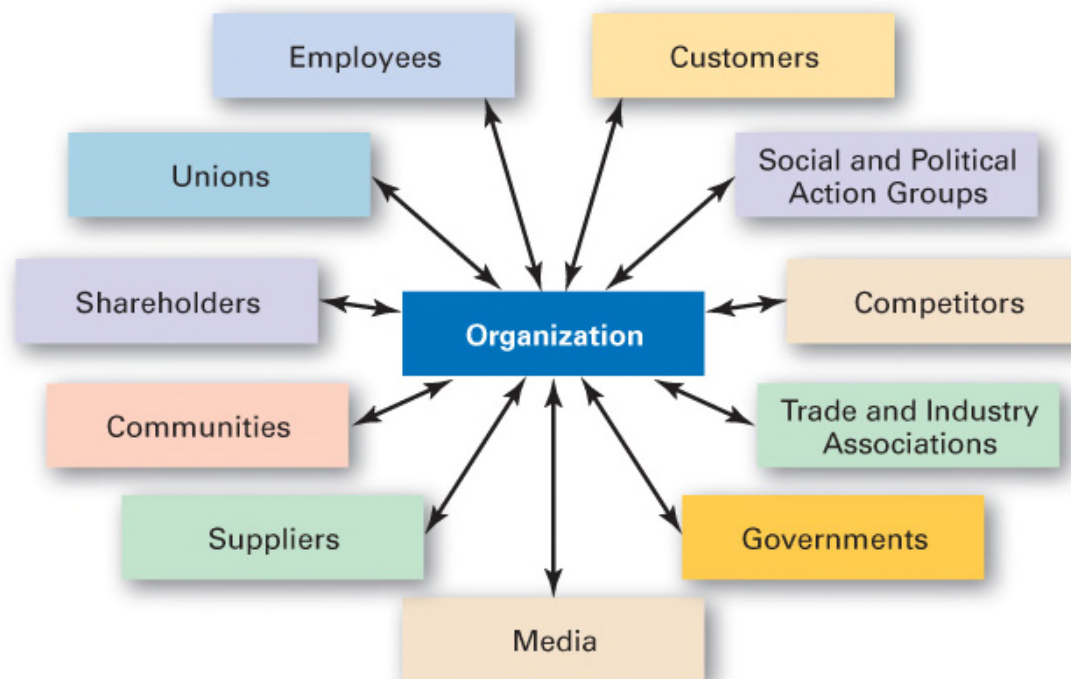 Employees
Customers
Unions
Social and Political
Action Groups
Shareholders
Organization
Competitors
Communities
Trade and Industry
Associations
Suppliers
Governments
Media